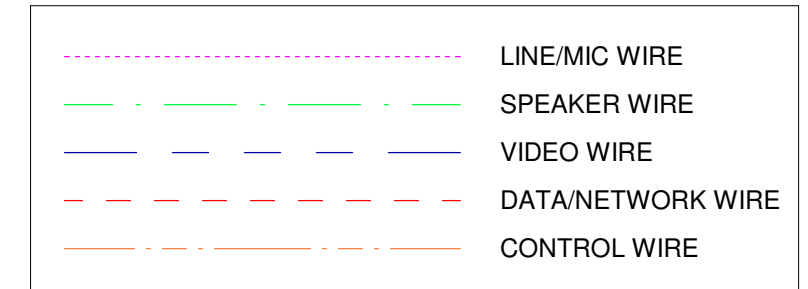 LINE/MIC WIRE
SPEAKER WIRE
VIDEO WIRE
DATA/NETWORK WIRE
CONTROL WIRE